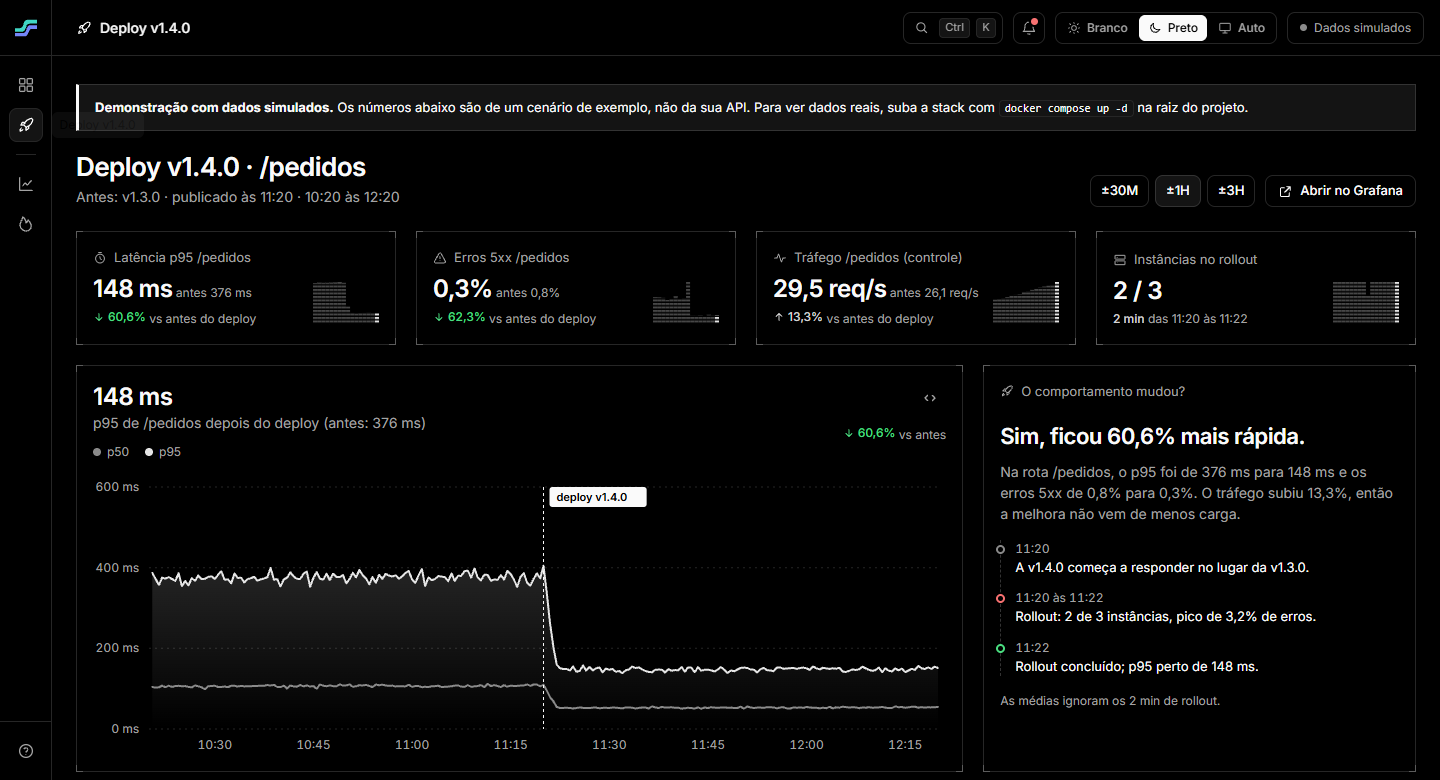 Deploy v1.4.0
Ctrl K
Branco
Preto
Auto
Dados simulados
Demonstração com dados simulados. Os números abaixo são de um cenário de exemplo, não da sua API. Para ver dados reais, suba a stack com docker compose up -d na raiz do projeto.
Deploy v1.4.0
Deploy v1.4.0 · /pedidos
Antes: v1.3.0 · publicado às 11:20 · 10:20 às 12:20
±30M
±1H
±3H
Abrir no Grafana
Latência p95 /pedidos
148 ms antes 376 ms
↓ 60,6% vs antes do deploy
Erros 5xx /pedidos
0,3% antes 0,8%
↓ 62,3% vs antes do deploy
Tráfego /pedidos (controle)
29,5 req/s antes 26,1 req/s
↑ 13,3% vs antes do deploy
Instâncias no rollout
2 / 3
2 min das 11:20 às 11:22
148 ms
p95 de /pedidos depois do deploy (antes: 376 ms)
↓ 60,6% vs antes
p50 p95
600 ms
deploy v1.4.0
400 ms
200 ms
0 ms
10:30 10:45 11:00 11:15 11:30 11:45 12:00 12:15
O comportamento mudou?
Sim, ficou 60,6% mais rápida.
Na rota /pedidos, o p95 foi de 376 ms para 148 ms e os
erros 5xx de 0,8% para 0,3%. O tráfego subiu 13,3%, então
a melhora não vem de menos carga.
11:20
A v1.4.0 começa a responder no lugar da v1.3.0.
11:20 às 11:22
Rollout: 2 de 3 instâncias, pico de 3,2% de erros.
11:22
Rollout concluído; p95 perto de 148 ms.
As médias ignoram os 2 min de rollout.